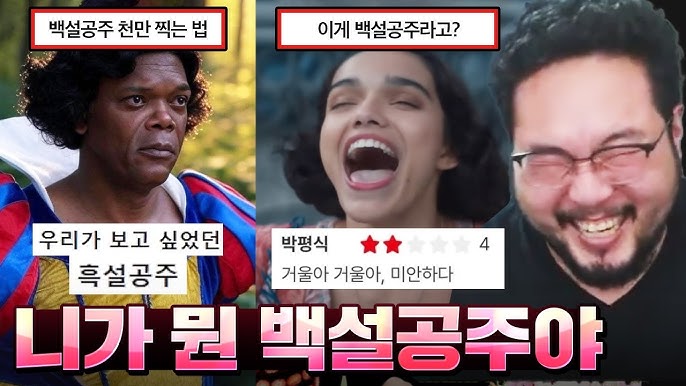 백설공주 천만 찍는 법
이게 백설공주라고?
우리가 보고 싶었던
흑설공주
박평식 ★★★★★ 4
거울아 거울아, 미안하다
니가 뭔 백설공주야